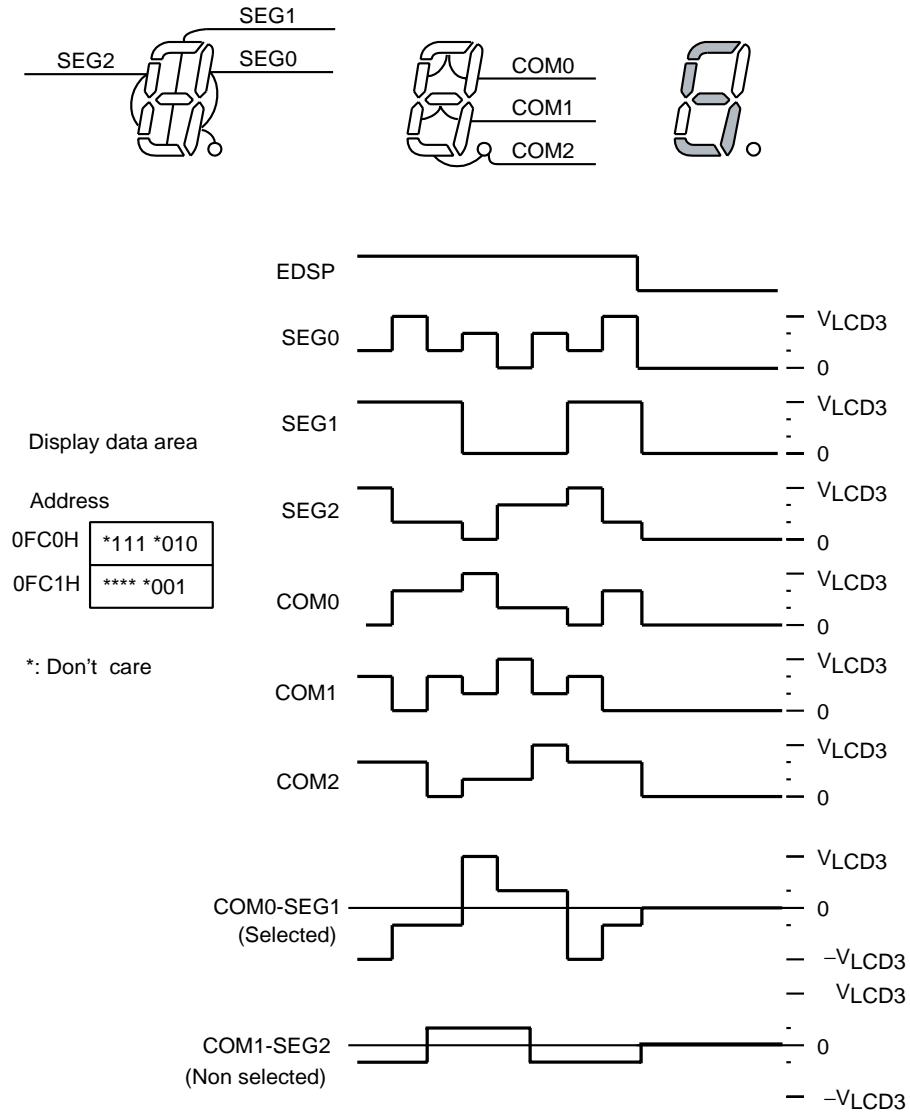 SEG1
SEG2
SEG0
COM0
COM1
COM2
EDSP
SEG0
VLCD3
0
SEG1
VLCD3
0
Display data area
SEG2
VLCD3
0
Address
0FC0H *111 *010
0FC1H **** *001
COM0
VLCD3
0
*: Don't care
COM1
VLCD3
0
COM2
VLCD3
0
VLCD3
COM0-SEG1
(Selected)
0
−VLCD3
VLCD3
COM1-SEG2
(Non selected)
0
−VLCD3